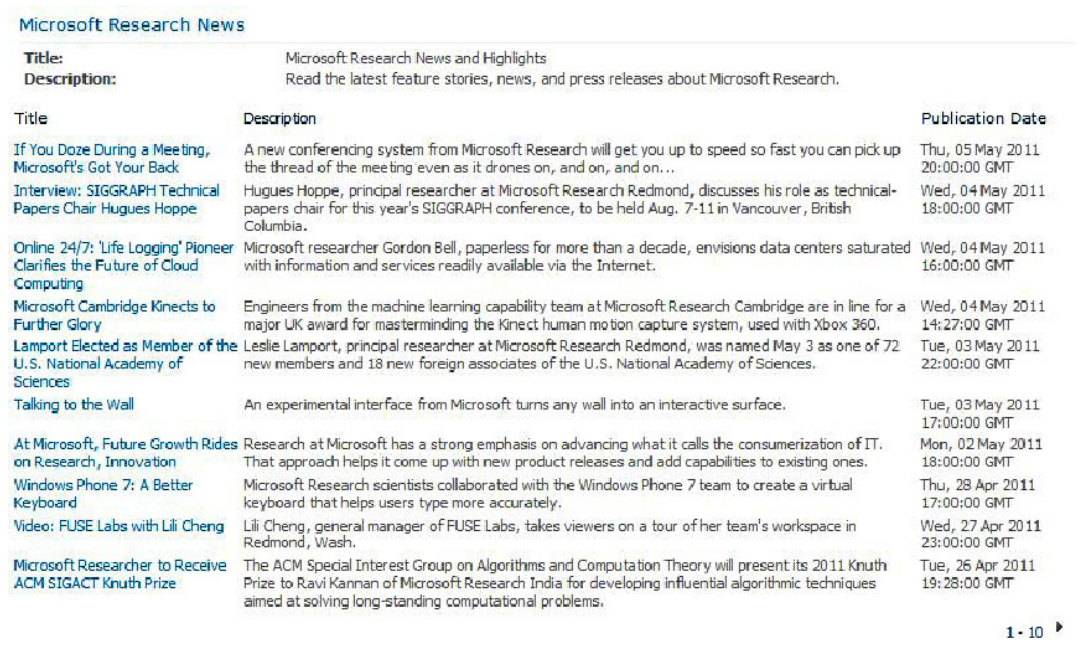 Microsoft Research News
Title: Microsoft Research News and Highlights
Description: Read the latest feature stories, news, and press releases about Microsoft Research.
Title Description Publication Date
If You Doze During a Meeting, A new conferencing system from Microsoft Research will get you up to speed so fast you can pick up Thu, 05 May 2011
Microsoft's Got Your Back the thread of the meeting even as it drones on, and on, and on... 20:00:00 GMT
Interview: SIGGRAPH Technical Hugues Hoppe, principal researcher at Microsoft Research Redmond, discusses his role as technical- Wed, 04 May 2011
Papers Chair Hugues Hoppe papers chair for this year's SIGGRAPH conference, to be held Aug. 7-11 in Vancouver, British 18:00:00 GMT
Columbia.
Online 24/7: 'Life Logging' Pioneer Microsoft researcher Gordon Bell, paperless for more than a decade, envisions data centers saturated Wed, 04 May 2011
Clarifies the Future of Cloud with information and services readily available via the Internet. 16:00:00 GMT
Computing
Microsoft Cambridge Kinects to Engineers from the machine learning capability team at Microsoft Research Cambridge are in line for a Wed, 04 May 2011
Further Glory major UK award for masterminding the Kinect human motion capture system, used with Xbox 360. 14:27:00 GMT
Lamport Elected as Member of the Leslie Lamport, principal researcher at Microsoft Research Redmond, was named May 3 as one of 72 Tue, 03 May 2011
U.S. National Academy of new members and 18 new foreign associates of the U.S. National Academy of Sciences. 22:00:00 GMT
Sciences
Talking to the Wall An experimental interface from Microsoft turns any wall into an interactive surface. Tue, 03 May 2011
17:00:00 GMT
At Microsoft, Future Growth Rides Research at Microsoft has a strong emphasis on advancing what it calls the consumerization of IT. Mon, 02 May 2011
on Research, Innovation That approach helps it come up with new product releases and add capabilities to existing ones. 18:00:00 GMT
Windows Phone 7: A Better Microsoft Research scientists collaborated with the Windows Phone 7 team to create a virtual Thu, 28 Apr 2011
Keyboard keyboard that helps users type more accurately. 17:00:00 GMT
Video: FUSE Labs with Lili Cheng Lili Cheng, general manager of FUSE Labs, takes viewers on a tour of her team's workspace in Wed, 27 Apr 2011
Redmond, Wash. 23:00:00 GMT
Microsoft Researcher to Receive The ACM Special Interest Group on Algorithms and Computation Theory will present its 2011 Knuth Tue, 26 Apr 2011
ACM SIGACT Knuth Prize Prize to Ravi Kannan of Microsoft Research India for developing influential algorithmic techniques 19:28:00 GMT
aimed at solving long-standing computational problems.
1 - 10